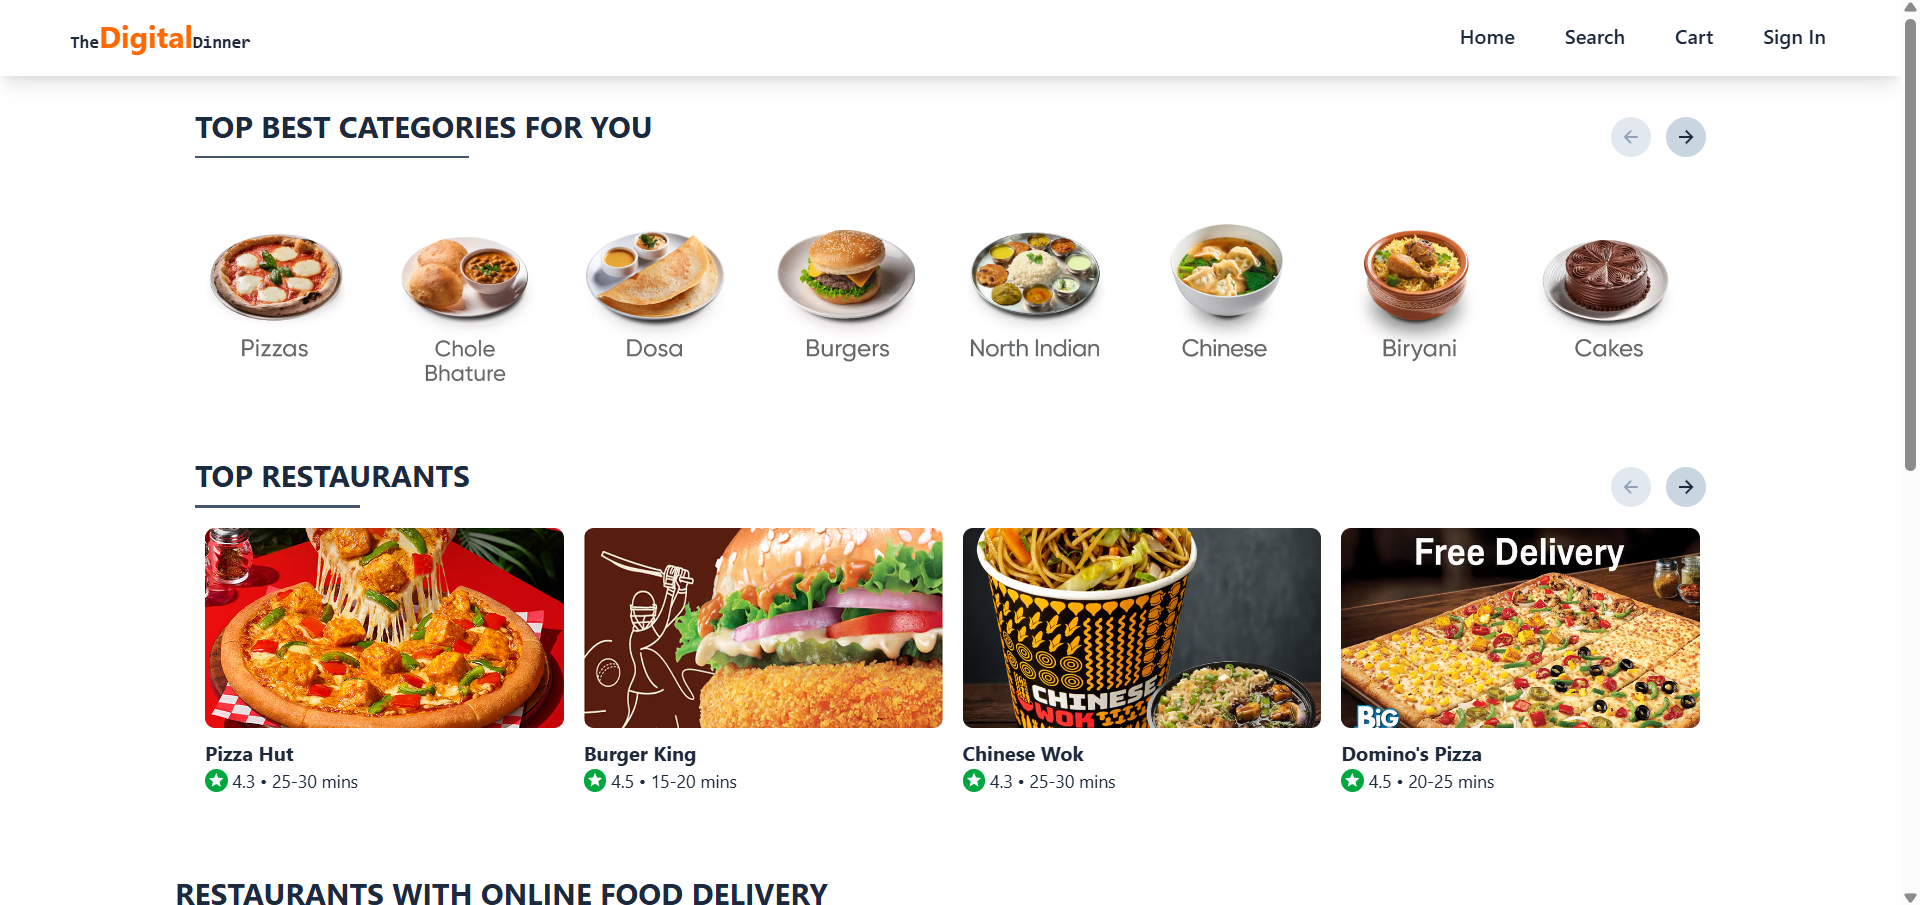 TheDigitalDinner
Home Search Cart Sign In
TOP BEST CATEGORIES FOR YOU
Pizzas
Chole
Bhature
Dosa
Burgers
North Indian
Chinese
Biryani
Cakes
TOP RESTAURANTS
CHINESE
WOK
Free Delivery
BiG
Pizza Hut
4.3 • 25-30 mins
Burger King
4.5 • 15-20 mins
Chinese Wok
4.3 • 25-30 mins
Domino's Pizza
4.5 • 20-25 mins
RESTAURANTS WITH ONLINE FOOD DELIVERY